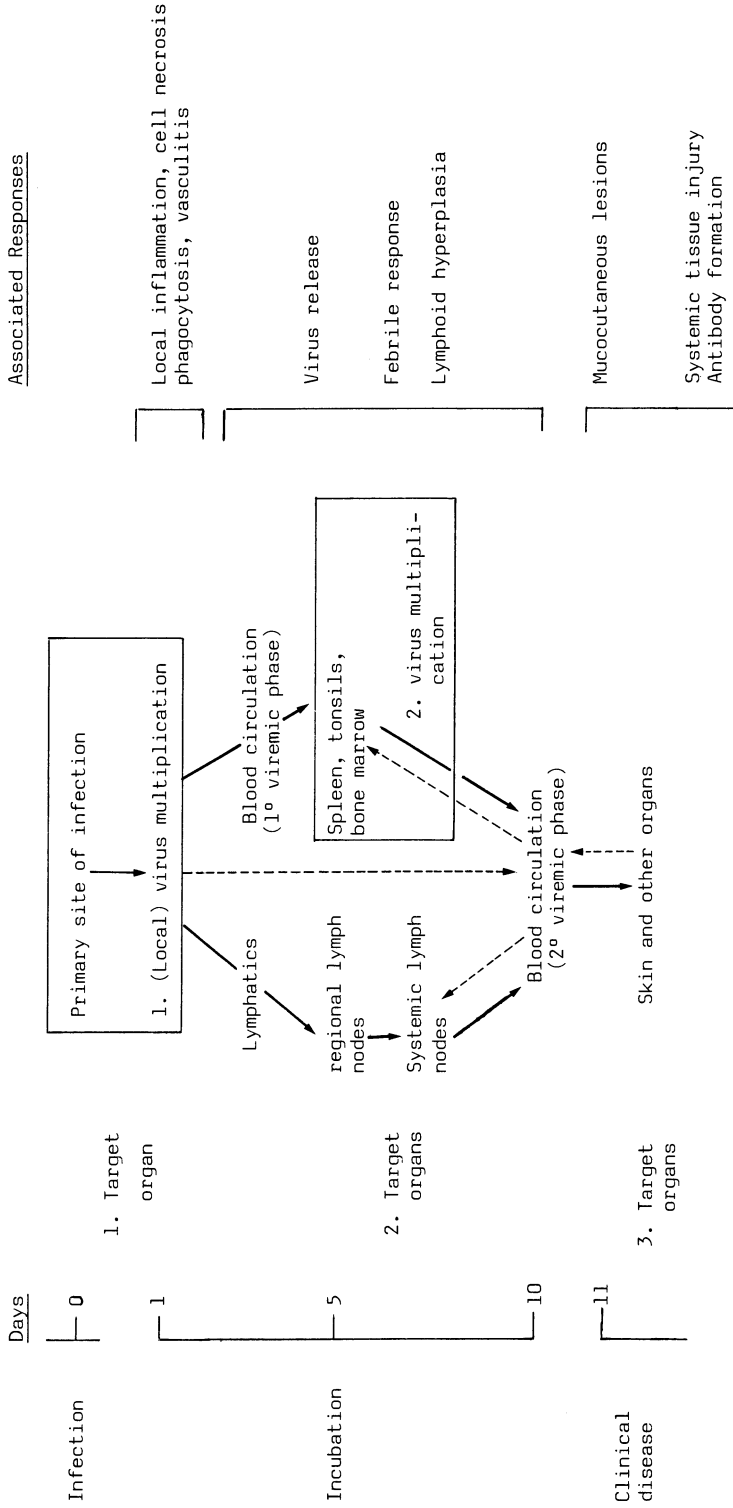 Days
Associated Responses
Infection
0
1. Target
organ
Primary site of infection
1. (Local) virus multiplication
Local inflammation, cell necrosis
phagocytosis, vasculitis
1
Incubation
5
10
2. Target
organs
Lymphatics
regional lymph
nodes
Systemic lymph
nodes
Blood circulation
(1º viremic phase)
Spleen, tonsils,
bone marrow
2. virus multipli-
cation
Blood circulation
(2º viremic phase)
Virus release
Febrile response
Lymphoid hyperplasia
Clinical
disease
11
3. Target
organs
Skin and other organs
Mucocutaneous lesions
Systemic tissue injury
Antibody formation